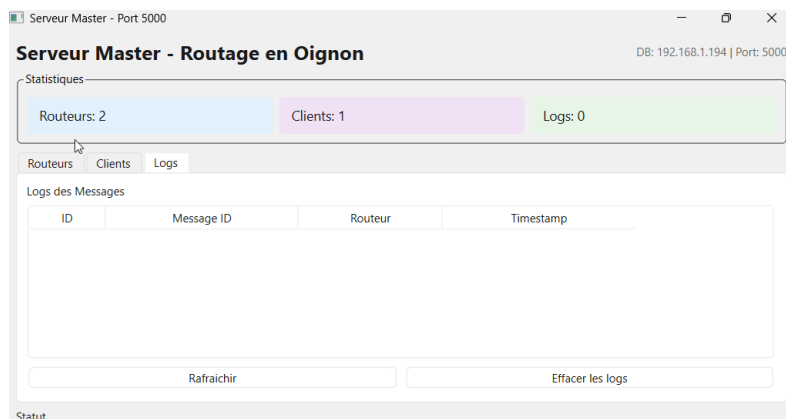 Serveur Master - Port 5000
Serveur Master - Routage en Oignon
DB: 192.168.1.194 | Port: 5000
Statistiques
Routeurs: 2
Clients: 1
Logs: 0
Routeurs Clients Logs
Logs des Messages
ID Message ID Routeur Timestamp
Rafraichir
Effacer les logs
Statut